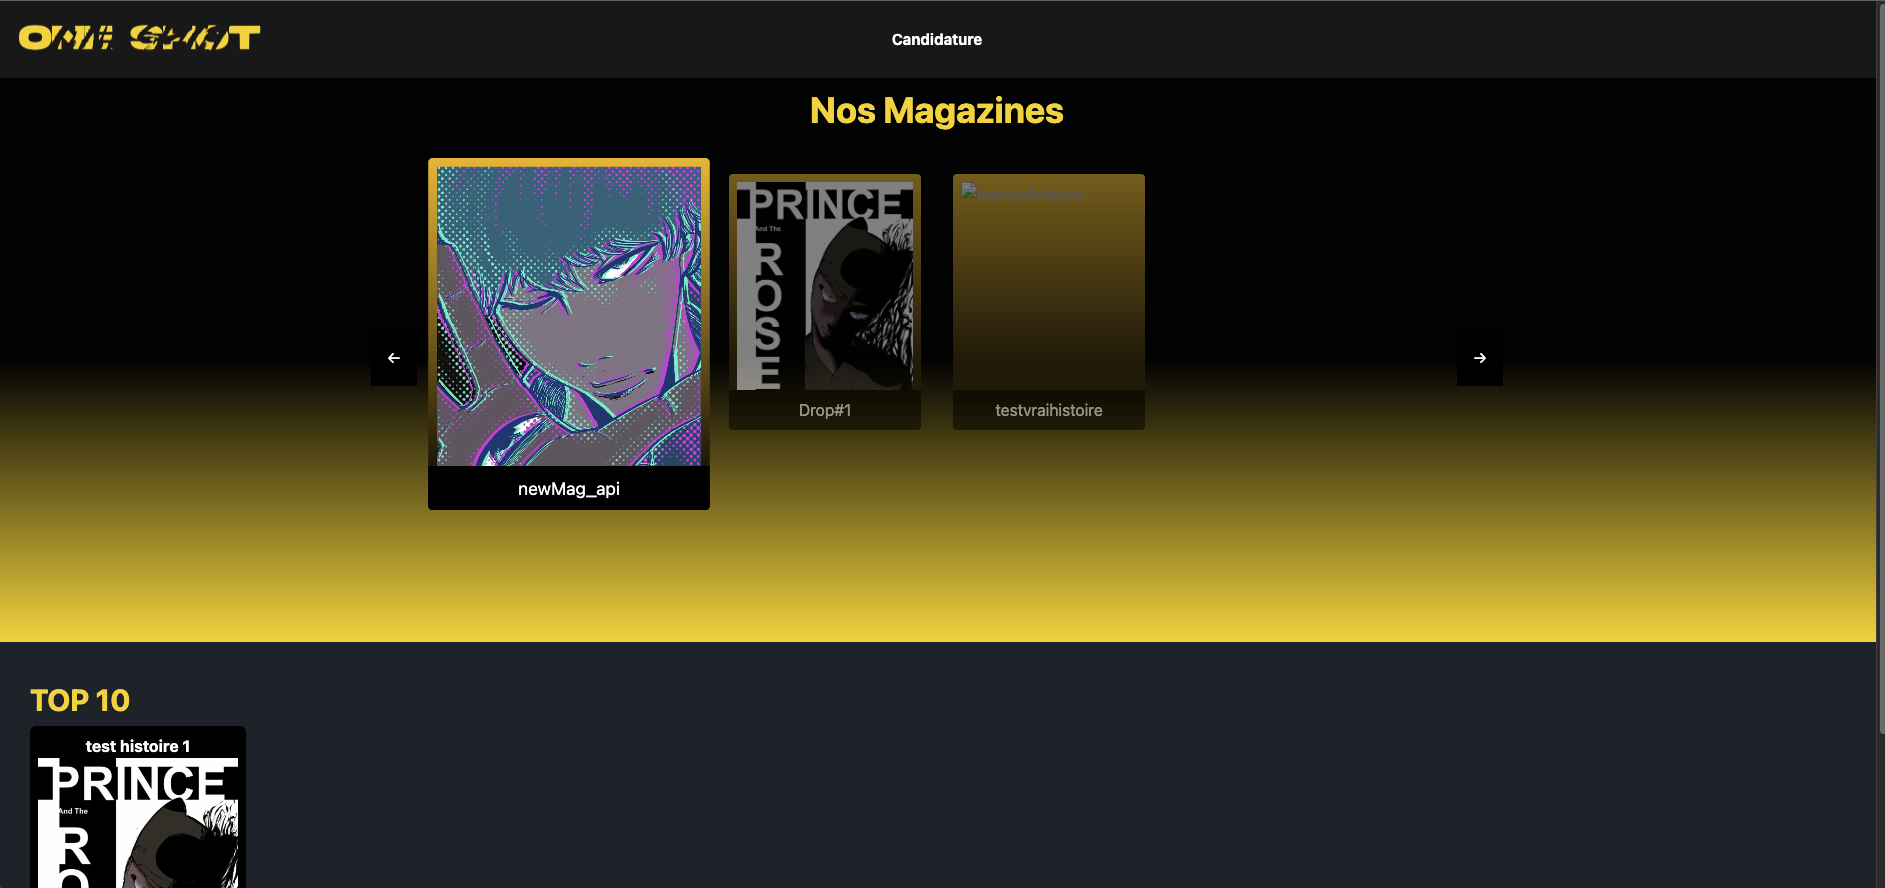 ONE SHOT
Candidature
Nos Magazines
PRINCE
And The
ROSE
testvraihistoire
Drop#1
testvraihistoire
newMag_api
TOP 10
test histoire 1
PRINCE
And The
RO